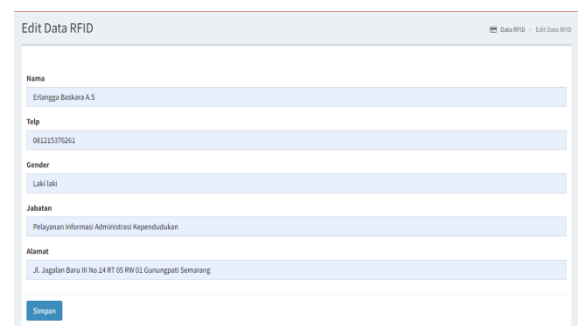 Edit Data RFID
Data RFID > Edit Data RFID
Nama
Erlangga Baskara A.S
Telp
081215376261
Gender
Laki laki
Jabatan
Pelayanan Informasi Administrasi Kependudukan
Alamat
Jl. Jagalan Baru III No.14 RT 05 RW 01 Gunungpati Semarang
Simpan